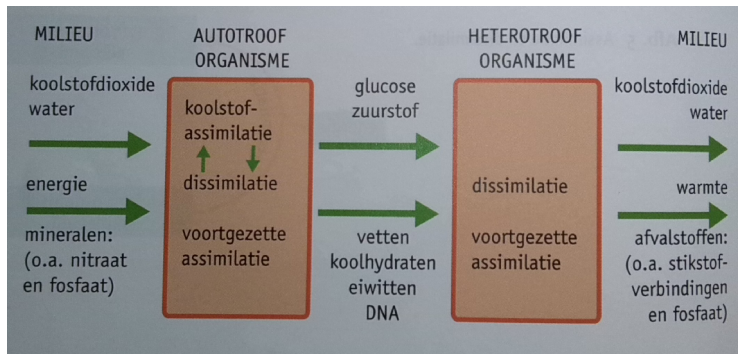 MILIEU
AUTOTROOF
ORGANISME
HETEROTROOF
ORGANISME
MILIEU
koolstofdioxide
water
koolstof-
assimilatie
glucose
zuurstof
koolstofdioxide
water
energie
dissimilatie
dissimilatie
warmte
mineralen:
(o.a. nitraat
en fosfaat)
voortgezette
assimilatie
vetten
koolhydraten
eiwitten
DNA
voortgezette
assimilatie
afvalstoffen:
(o.a. stikstof-
verbindingen
en fosfaat)